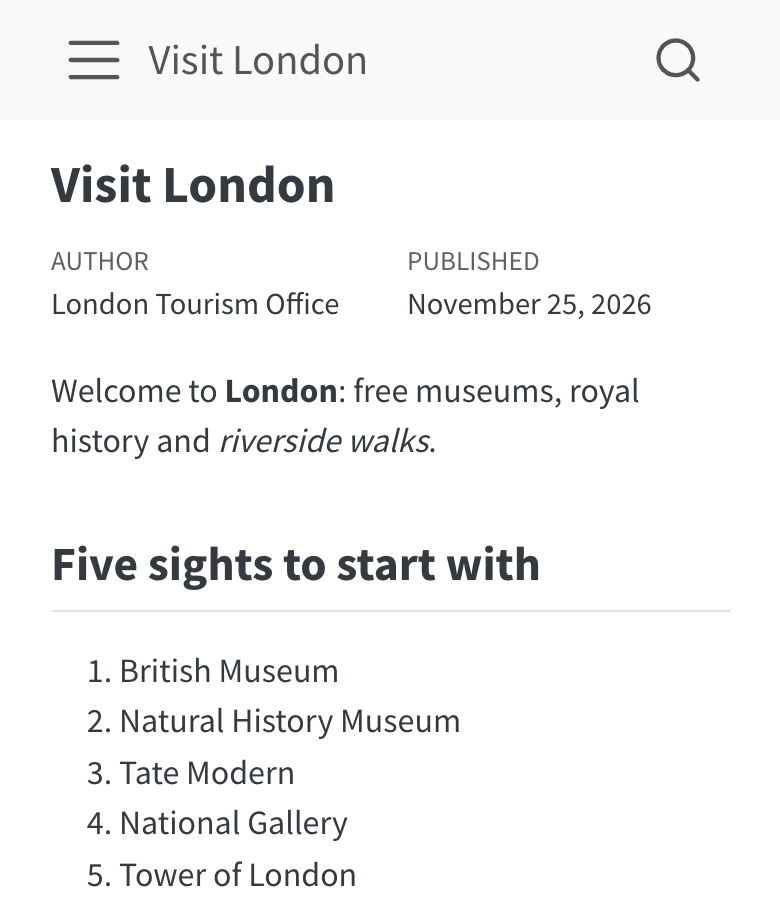 Visit London
Visit London
AUTHOR
London Tourism Office
PUBLISHED
November 25, 2026
Welcome to London: free museums, royal
history and riverside walks.
Five sights to start with
1. British Museum
2. Natural History Museum
3. Tate Modern
4. National Gallery
5. Tower of London